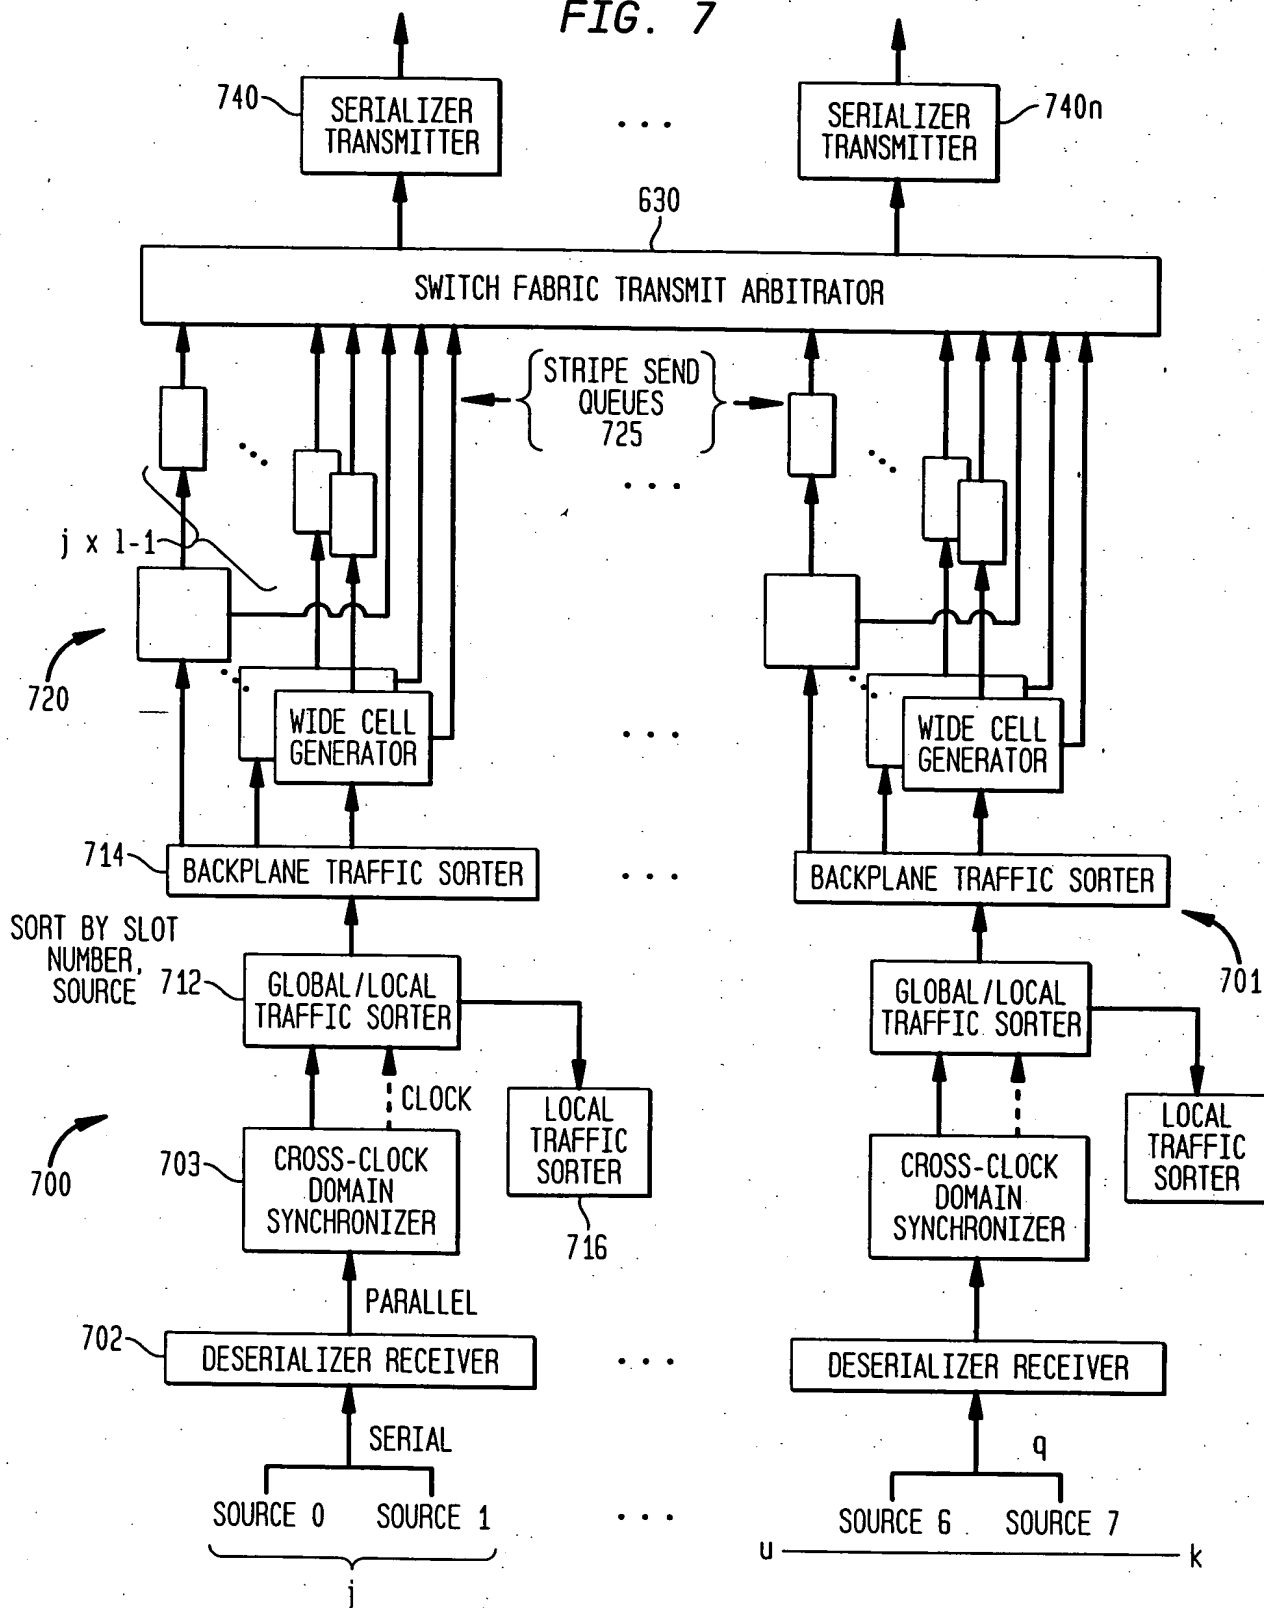 FIG. 7
740
SERIALIZER
TRANSMITTER
. . .
SERIALIZER
TRANSMITTER
740n
630
SWITCH FABRIC TRANSMIT ARBITRATOR
STRIPE SEND
QUEUES
725
. . .
j x l-1
720
WIDE CELL
GENERATOR
. . .
WIDE CELL
GENERATOR
714
BACKPLANE TRAFFIC SORTER
. . .
BACKPLANE TRAFFIC SORTER
701
SORT BY SLOT
NUMBER,
SOURCE
712
GLOBAL/LOCAL
TRAFFIC SORTER
GLOBAL/LOCAL
TRAFFIC SORTER
CLOCK
700
703
CROSS-CLOCK
DOMAIN
SYNCHRONIZER
LOCAL
TRAFFIC
SORTER
716
CROSS-CLOCK
DOMAIN
SYNCHRONIZER
LOCAL
TRAFFIC
SORTER
PARALLEL
702
DESERIALIZER RECEIVER
. . .
DESERIALIZER RECEIVER
SERIAL
q
SOURCE 0
SOURCE 1
. . .
SOURCE 6
SOURCE 7
j
u
k